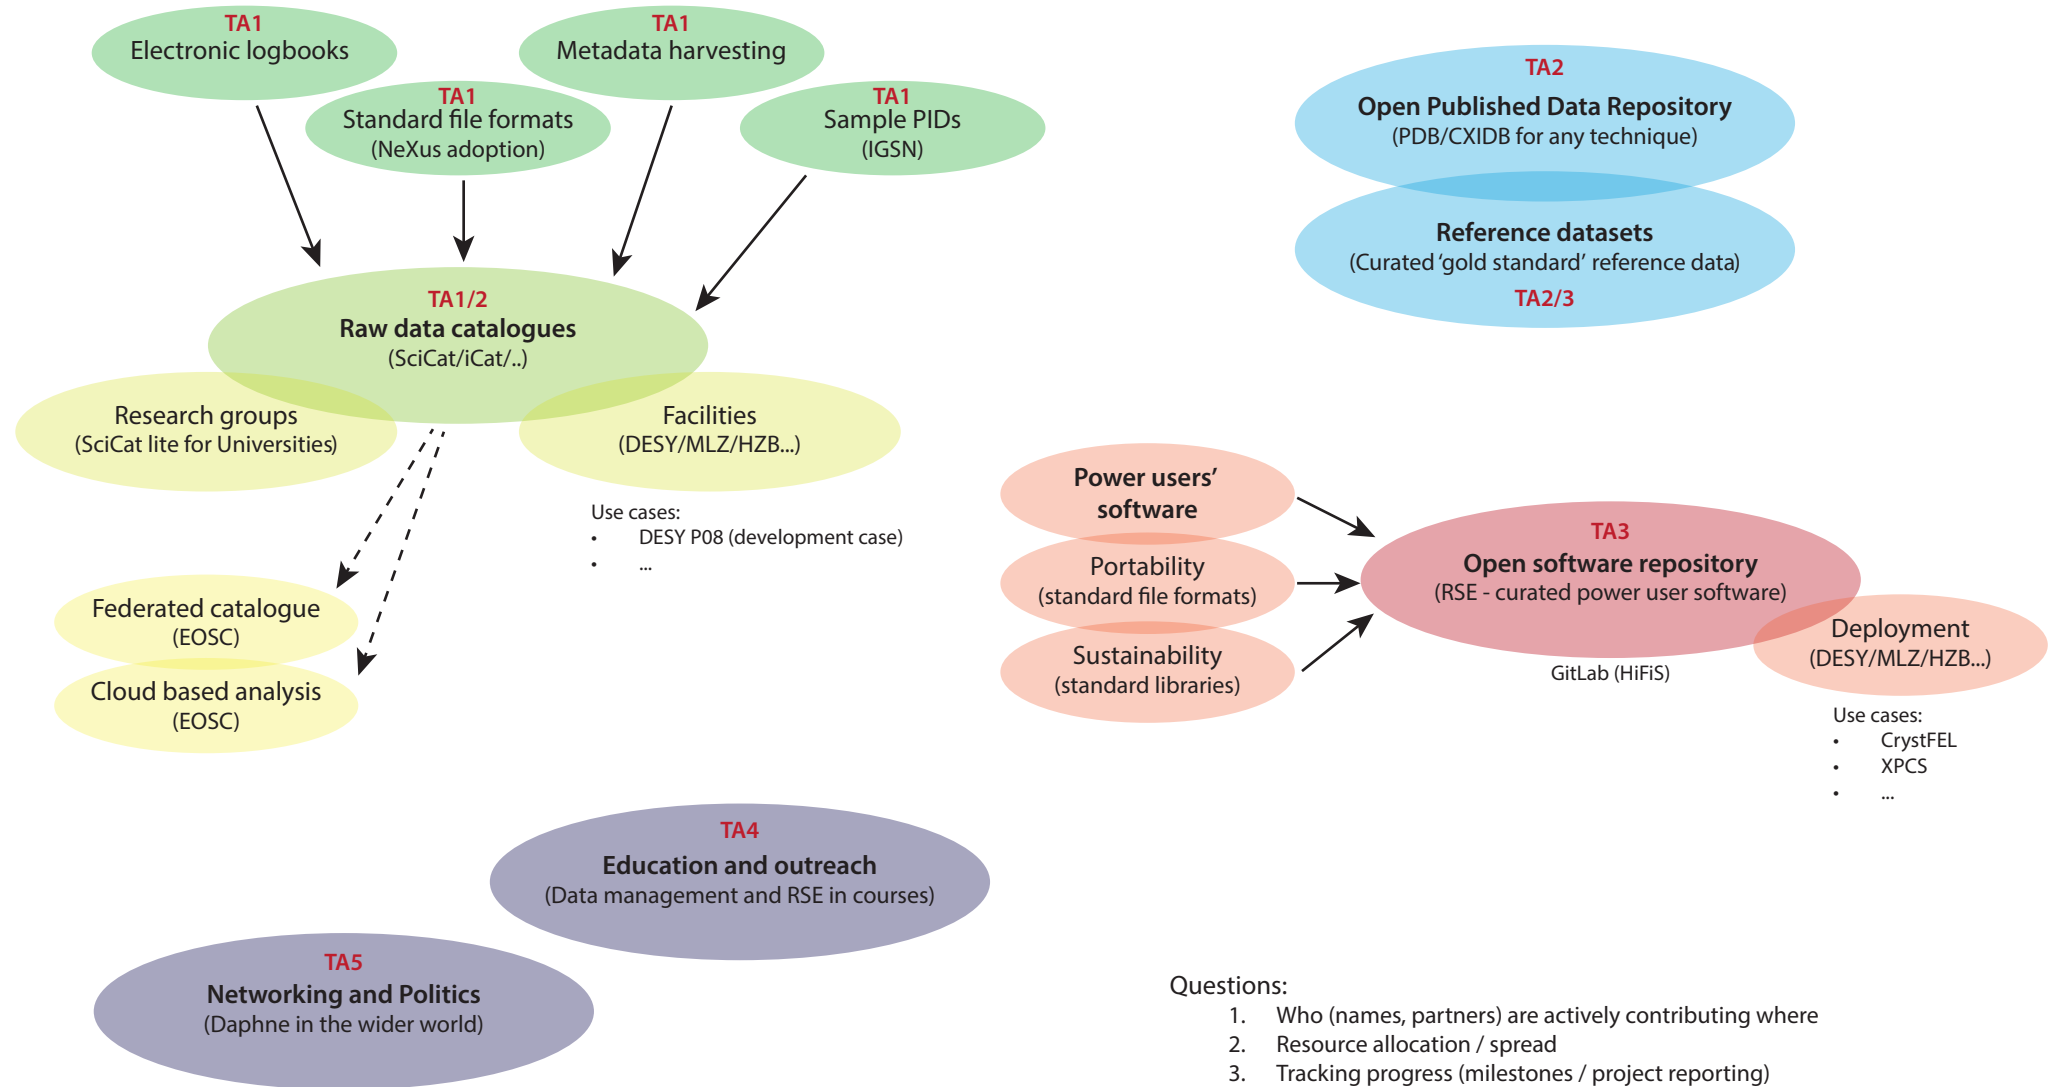 TA1
Electronic logbooks
TA1
Metadata harvesting
TA1
Standard file formats
(NeXus adoption)
TA1
Sample PIDs
(IGSN)
TA1/2
Raw data catalogues
(SciCat/iCat/..)
Research groups
(SciCat lite for Universities)
Facilities
(DESY/MLZ/HZB...)
Use cases:
• DESY P08 (development case)
• ...
Federated catalogue
(EOSC)
Cloud based analysis
(EOSC)
TA2
Open Published Data Repository
(PDB/CXIDB for any technique)
Reference datasets
(Curated ‘gold standard’ reference data)
TA2/3
Power users’
software
Portability
(standard file formats)
Sustainability
(standard libraries)
TA3
Open software repository
(RSE - curated power user software)
GitLab (HiFiS)
Deployment
(DESY/MLZ/HZB...)
Use cases:
• CrystFEL
• XPCS
• ...
TA4
Education and outreach
(Data management and RSE in courses)
TA5
Networking and Politics
(Daphne in the wider world)
Questions:
1. Who (names, partners) are actively contributing where
2. Resource allocation / spread
3. Tracking progress (milestones / project reporting)